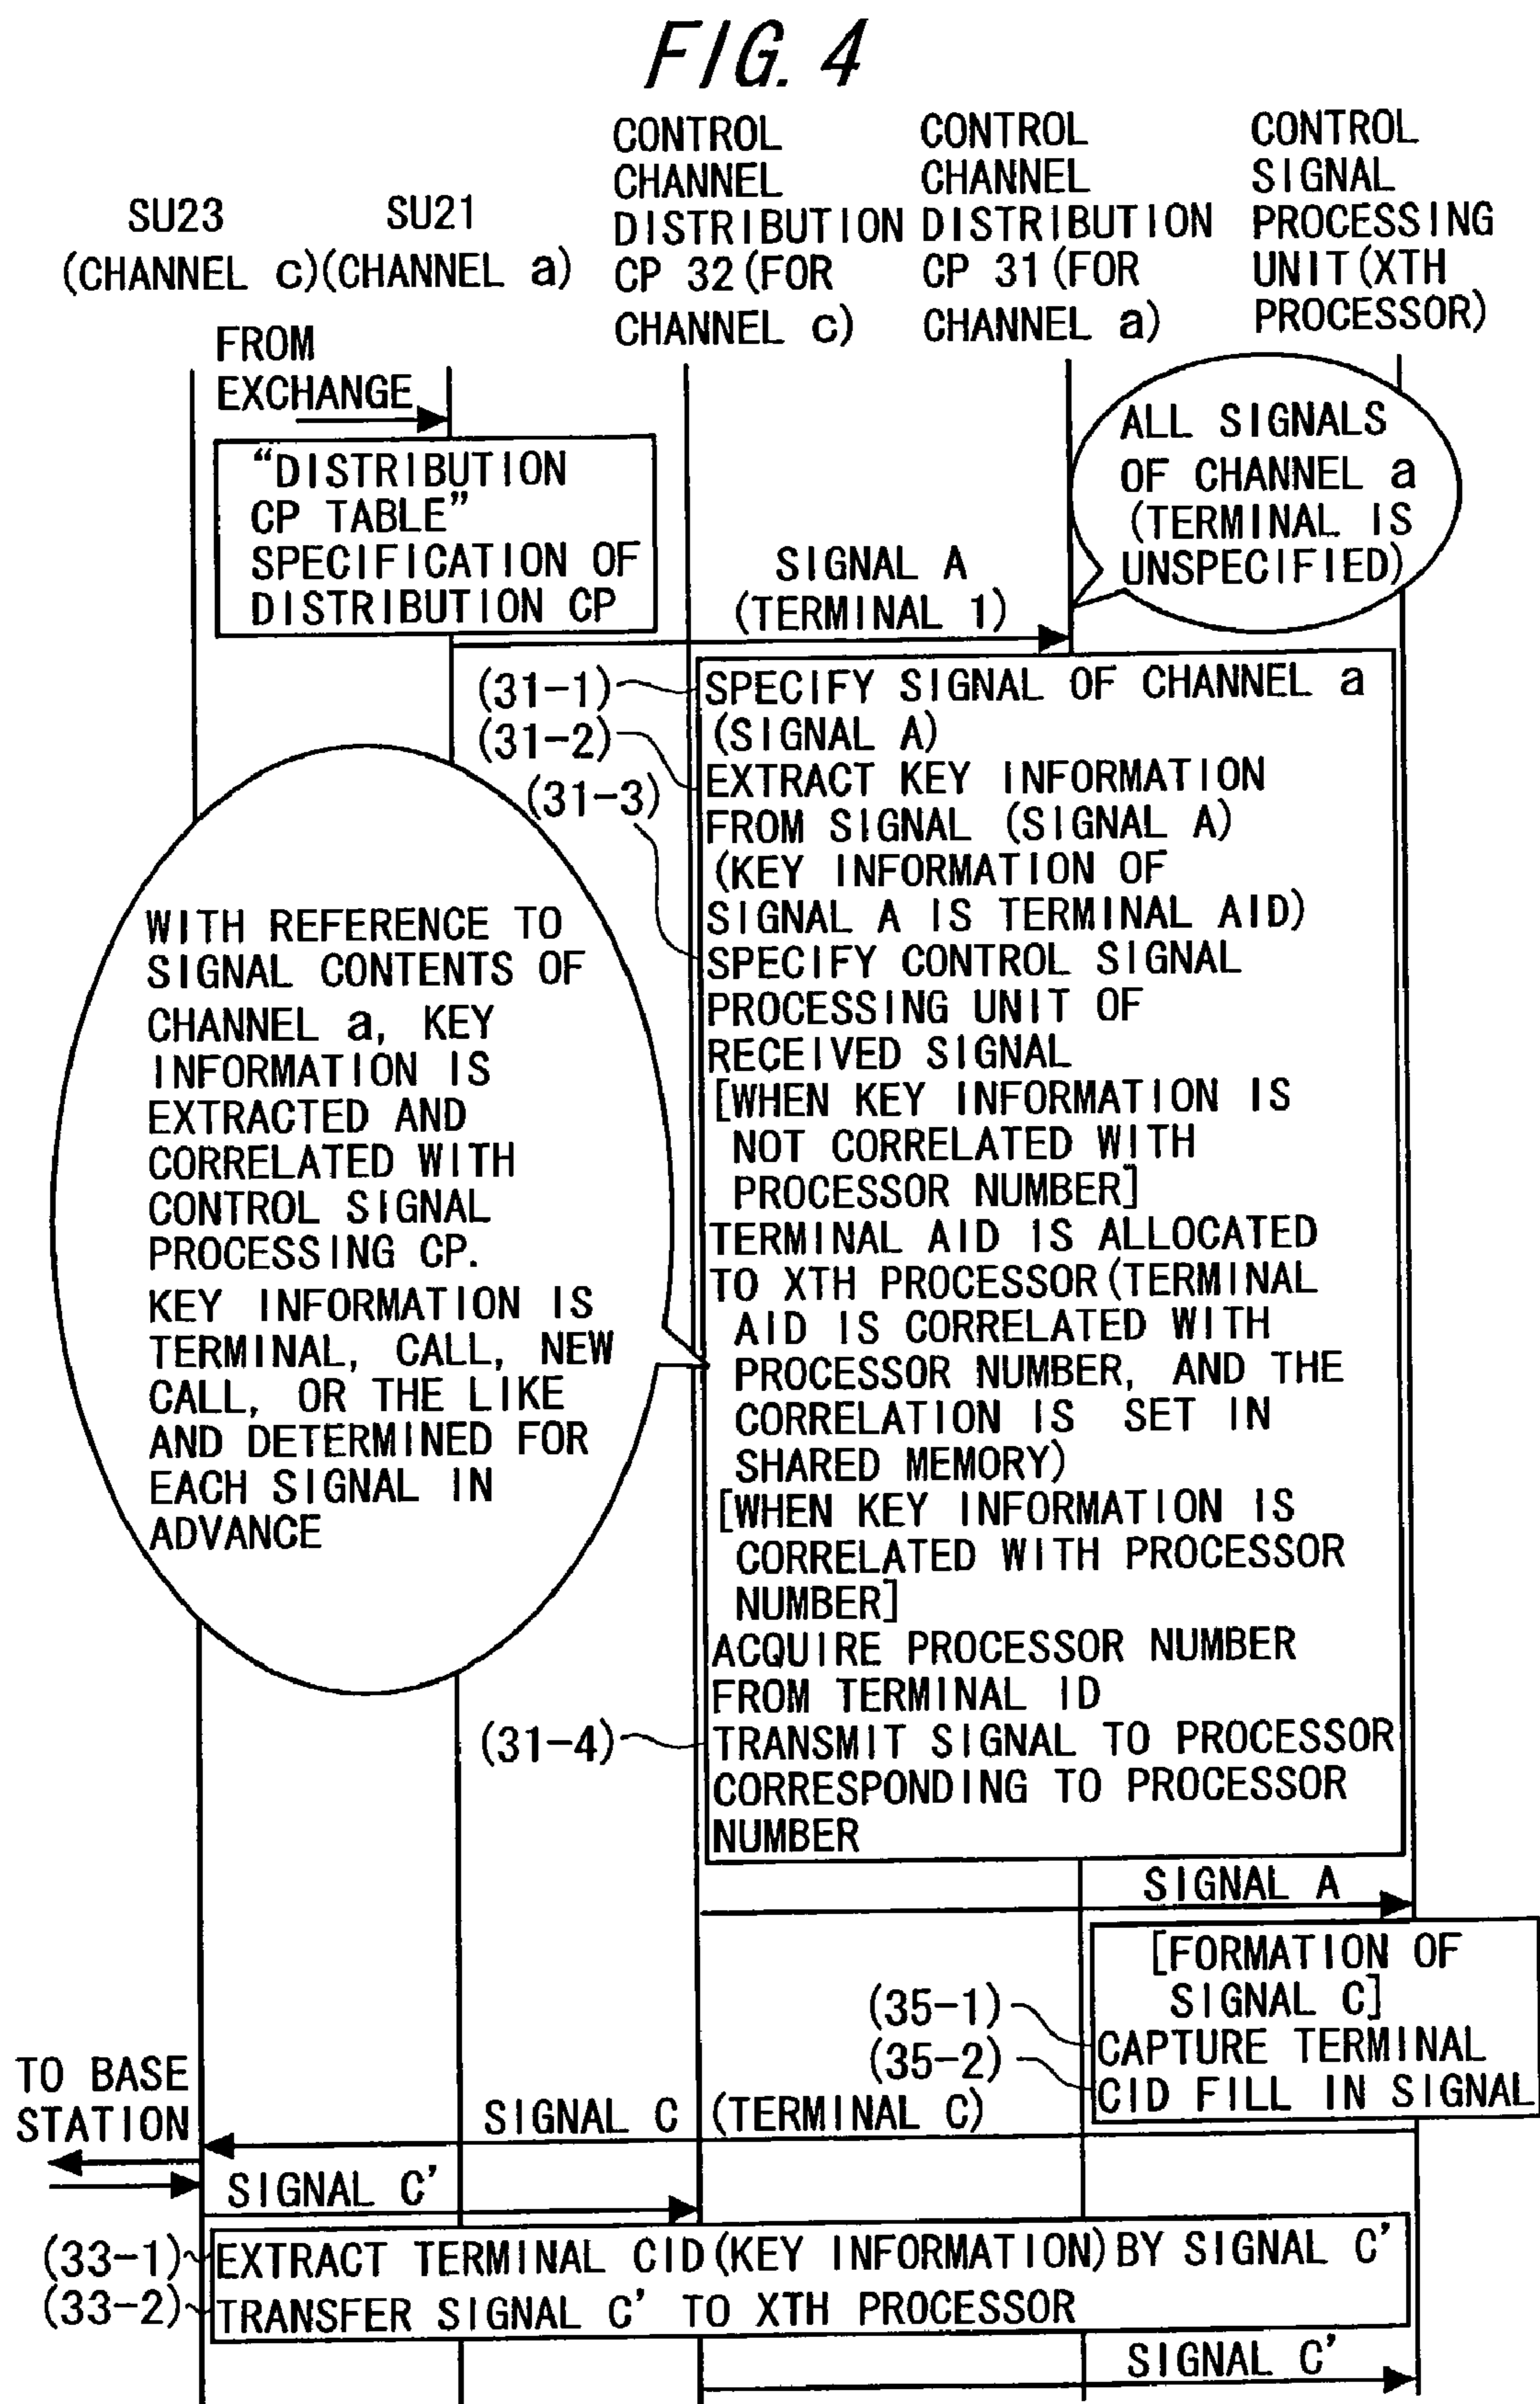 FIG. 4
SU23
(CHANNEL c)
SU21
(CHANNEL a)
CONTROL
CHANNEL
DISTRIBUTION
CP 32 (FOR
CHANNEL c)
CONTROL
CHANNEL
DISTRIBUTION
CP 31 (FOR
CHANNEL a)
CONTROL
SIGNAL
PROCESSING
UNIT (XTH
PROCESSOR)
FROM
EXCHANGE
"DISTRIBUTION
CP TABLE"
SPECIFICATION OF
DISTRIBUTION CP
ALL SIGNALS
OF CHANNEL a
(TERMINAL IS
UNSPECIFIED)
SIGNAL A
(TERMINAL 1)
(31-1)
(31-2)
(31-3)
SPECIFY SIGNAL OF CHANNEL a
(SIGNAL A)
EXTRACT KEY INFORMATION
FROM SIGNAL (SIGNAL A)
(KEY INFORMATION OF
SIGNAL A IS TERMINAL AID)
SPECIFY CONTROL SIGNAL
PROCESSING UNIT OF
RECEIVED SIGNAL
[WHEN KEY INFORMATION IS
NOT CORRELATED WITH
PROCESSOR NUMBER]
TERMINAL AID IS ALLOCATED
TO XTH PROCESSOR (TERMINAL
AID IS CORRELATED WITH
PROCESSOR NUMBER, AND THE
CORRELATION IS SET IN
SHARED MEMORY)
[WHEN KEY INFORMATION IS
CORRELATED WITH PROCESSOR
NUMBER]
ACQUIRE PROCESSOR NUMBER
FROM TERMINAL ID
(31-4)
TRANSMIT SIGNAL TO PROCESSOR
CORRESPONDING TO PROCESSOR
NUMBER
WITH REFERENCE TO
SIGNAL CONTENTS OF
CHANNEL a, KEY
INFORMATION IS
EXTRACTED AND
CORRELATED WITH
CONTROL SIGNAL
PROCESSING CP.
KEY INFORMATION IS
TERMINAL, CALL, NEW
CALL, OR THE LIKE
AND DETERMINED FOR
EACH SIGNAL IN
ADVANCE
SIGNAL A
[FORMATION OF
SIGNAL C]
(35-1)
CAPTURE TERMINAL
(35-2)
CID FILL IN SIGNAL
TO BASE
STATION
SIGNAL C (TERMINAL C)
SIGNAL C'
(33-1)
EXTRACT TERMINAL CID (KEY INFORMATION) BY SIGNAL C'
(33-2)
TRANSFER SIGNAL C' TO XTH PROCESSOR
SIGNAL C'